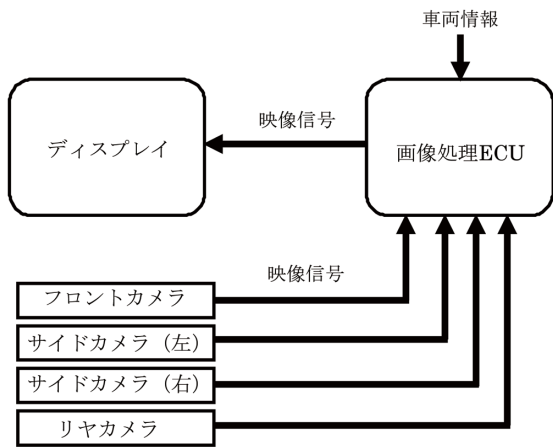 車両情報
映像信号
ディスプレイ
画像処理ECU
映像信号
フロントカメラ
サイドカメラ（左）
サイドカメラ（右）
リヤカメラ